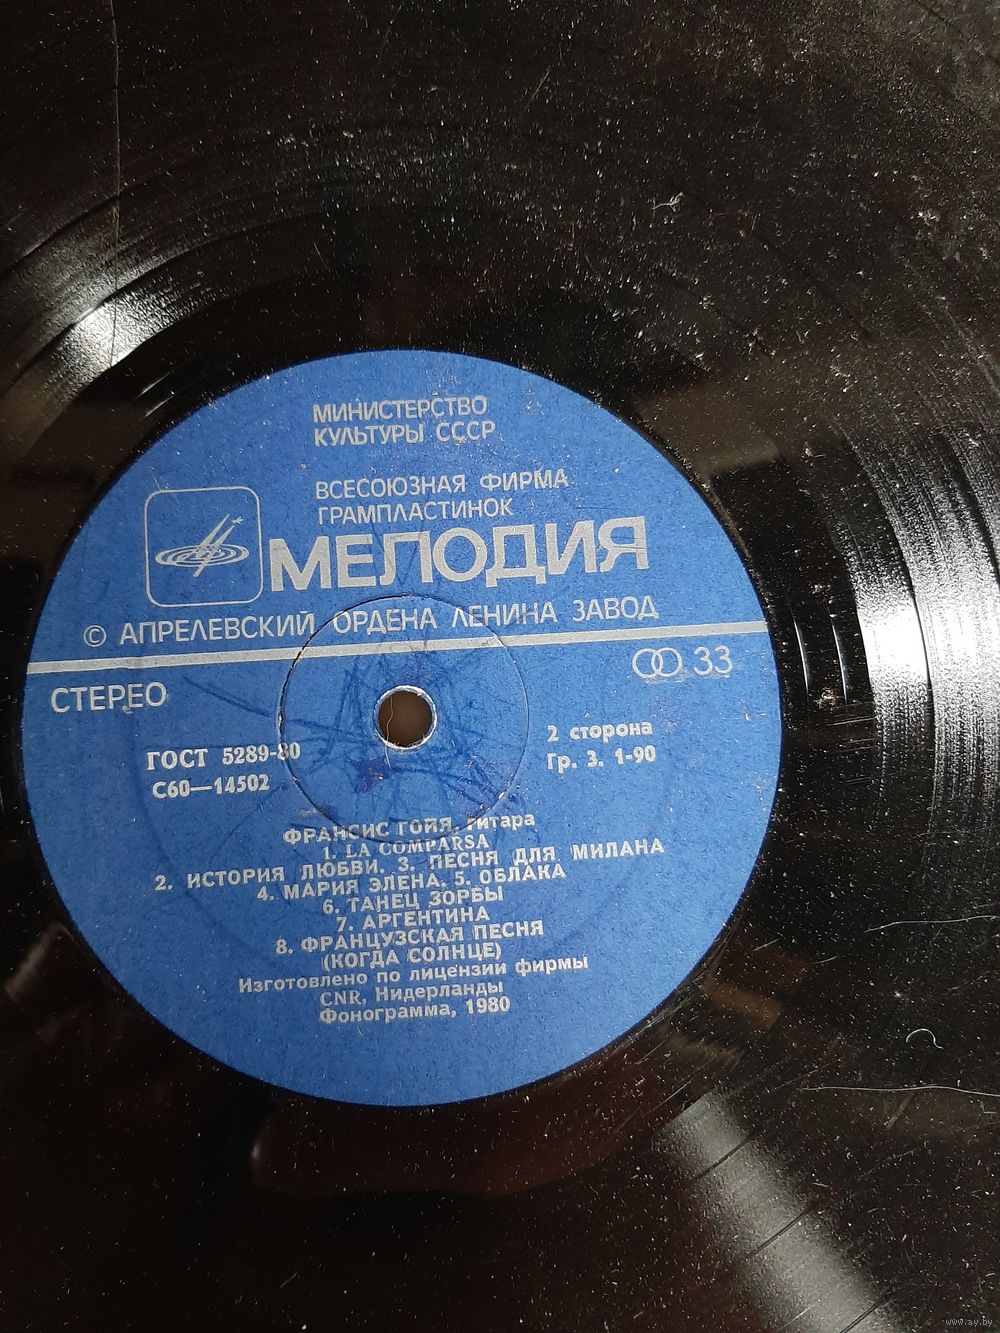 МИНИСТЕРСТВО
КУЛЬТУРЫ СССР
ВСЕСОЮЗНАЯ ФИРМА
ГРАМПЛАСТИНОК
МЕЛОДИЯ
© АПРЕЛЕВСКИЙ ОРДЕНА ЛЕНИНА ЗАВОД
СТЕРЕО
33
ГОСТ 5289-80
С60—14502
2 сторона
Гр. 3. 1-90
ФРАНСИС ГОЙЯ, гитара
1. LA COMPARSA
2. ИСТОРИЯ ЛЮБВИ. 3. ПЕСНЯ ДЛЯ МИЛАНА
4. МАРИЯ ЭЛЕНА. 5. ОБЛАКА
6. ТАНЕЦ ЗОРБЫ
7. АРГЕНТИНА
8. ФРАНЦУЗСКАЯ ПЕСНЯ
(КОГДА СОЛНЦЕ)
Изготовлено по лицензии фирмы
CNR, Нидерланды
Фонограмма, 1980
www.ay.by